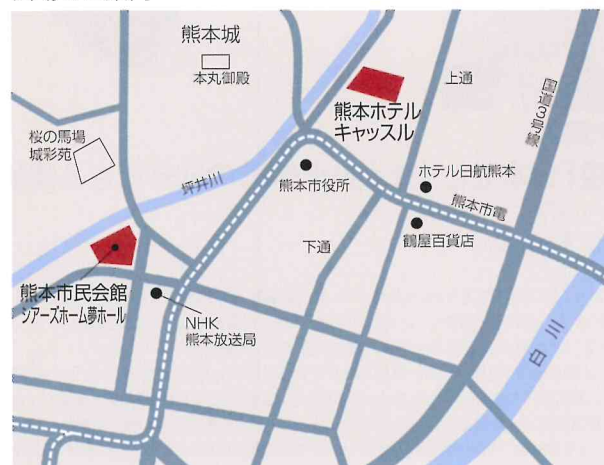 熊本城
本丸御殿
熊本ホテル
キャッスル
上通
国道3号線
桜の馬場
城彩苑
坪井川
熊本市役所
ホテル日航熊本
熊本市電
鶴屋百貨店
下通
熊本市民会館
シアーズホーム夢ホール
NHK
熊本放送局
白川